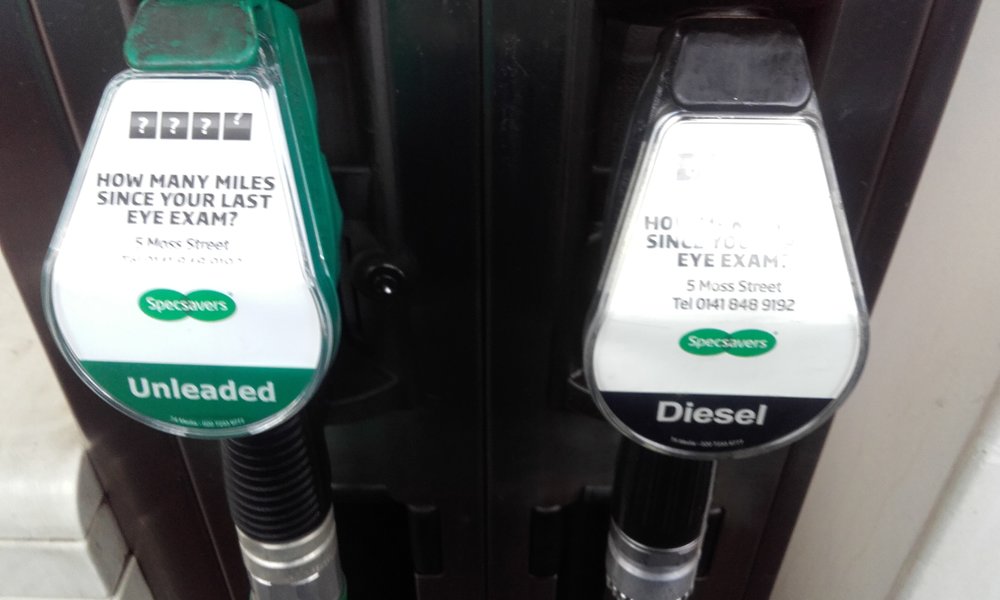 ? ? ? ?
HOW MANY MILES
SINCE YOUR LAST
EYE EXAM?
5 Moss Street
Specsavers
Unleaded
SINCE
EYE EXAM?
5 Moss Street
Tel 0141 848 9192
Specsavers
Diesel